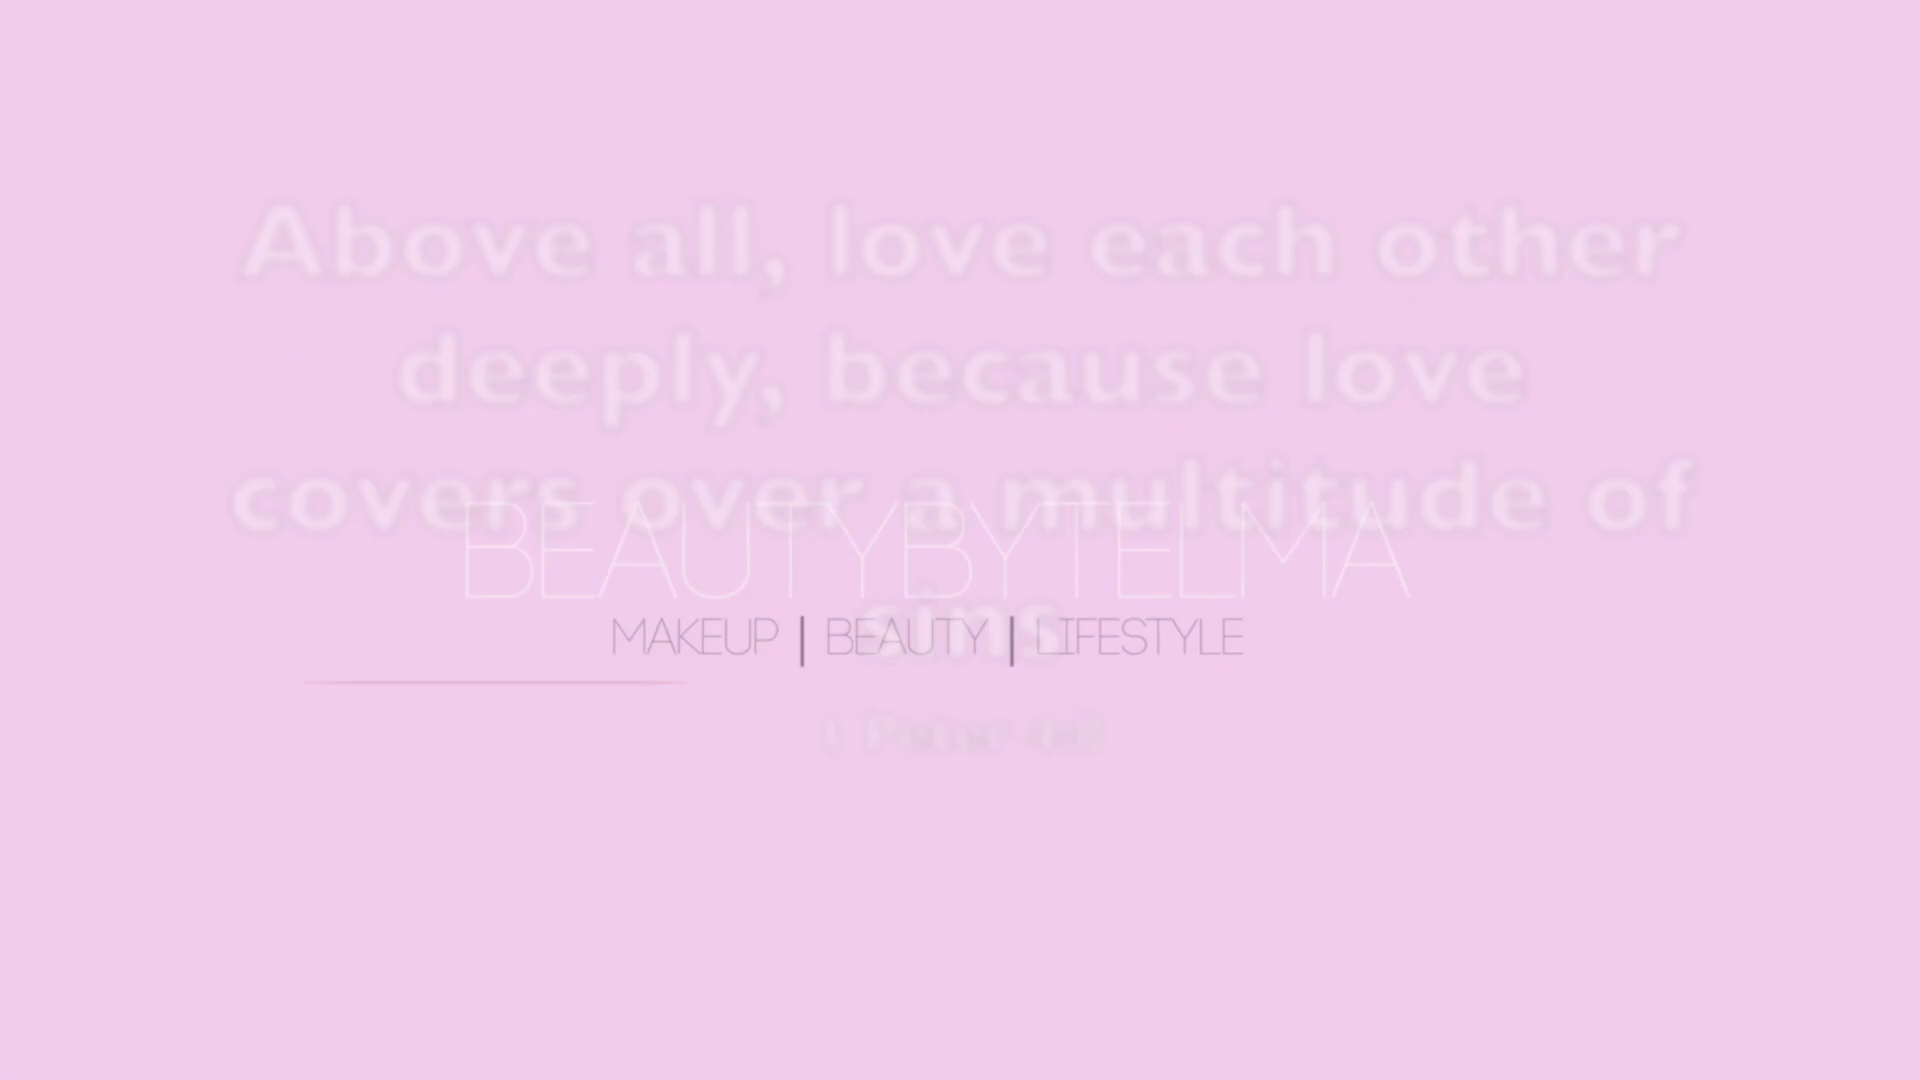 Above all, love each other
deeply, because love
covers over a multitude of
sins
BEAUTYBYTELMA
MAKEUP | BEAUTY | LIFESTYLE
1 Peter 4:8